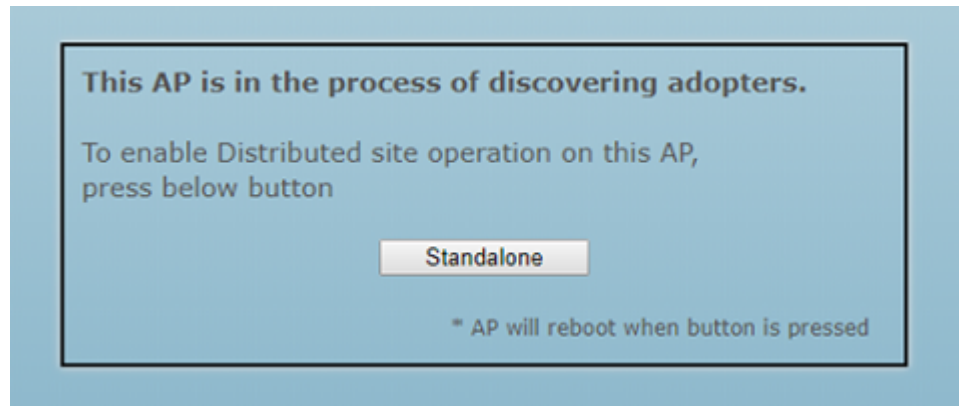 This AP is in the process of discovering adopters.
To enable Distributed site operation on this AP,
press below button
Standalone
* AP will reboot when button is pressed